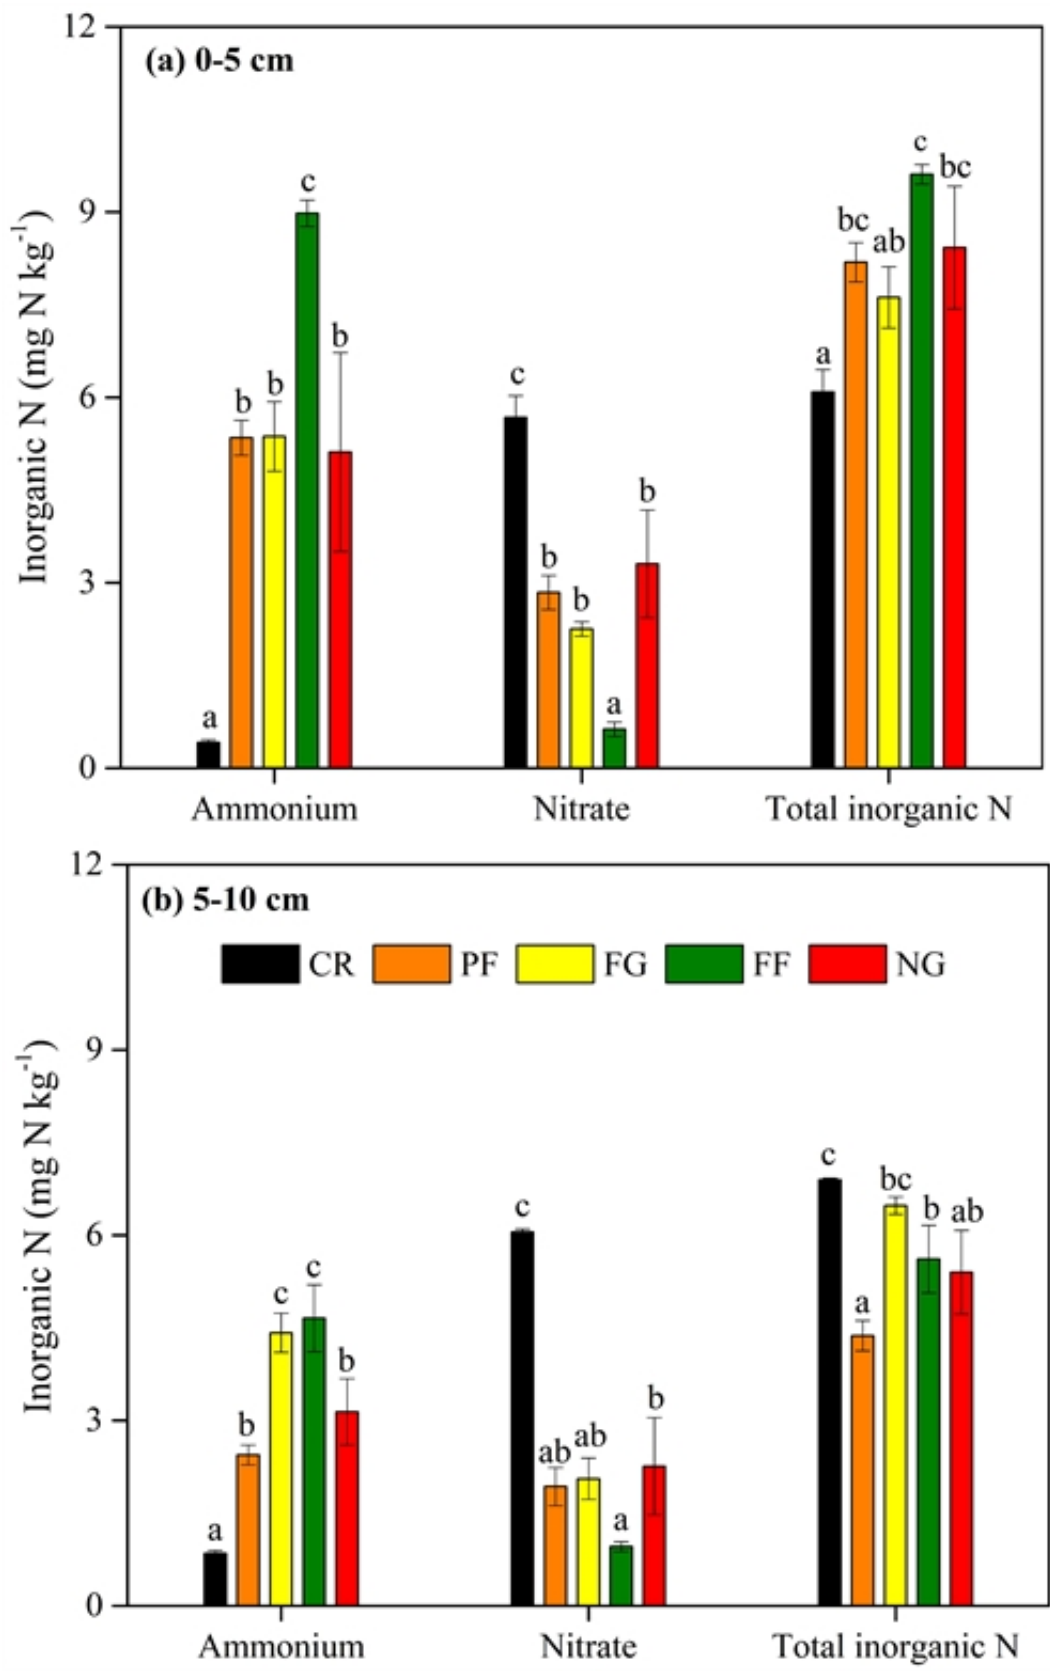 12
(a) 0-5 cm
c
c
bc
9
bc
ab
b
a
b
b
6
c
b
b
3
b
a
a
0
Ammonium
Nitrate
Total inorganic N
Inorganic N (mg N kg⁻¹)
12
(b) 5-10 cm
CR
PF
FG
FF
NG
9
c
bc
c
b
ab
6
c
c
a
b
b
3
b
ab
ab
a
a
0
Ammonium
Nitrate
Total inorganic N
Inorganic N (mg N kg⁻¹)